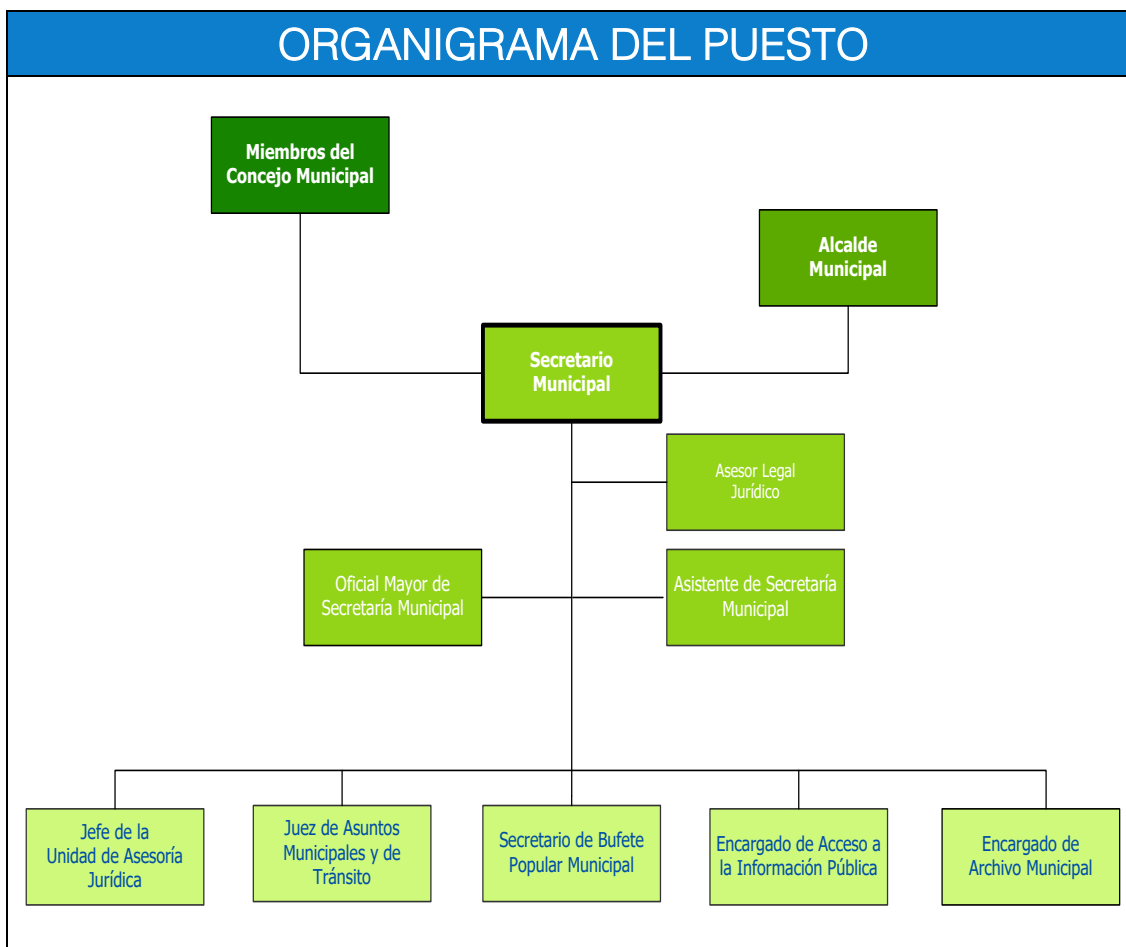 ORGANIGRAMA DEL PUESTO
Miembros del
Concejo Municipal
Alcalde
Municipal
Secretario
Municipal
Asesor Legal
Jurídico
Oficial Mayor de
Secretaría Municipal
Asistente de Secretaría
Municipal
Jefe de la
Unidad de Asesoría
Jurídica
Juez de Asuntos
Municipales y de
Tránsito
Secretario de Bufete
Popular Municipal
Encargado de Acceso a
la Información Pública
Encargado de
Archivo Municipal